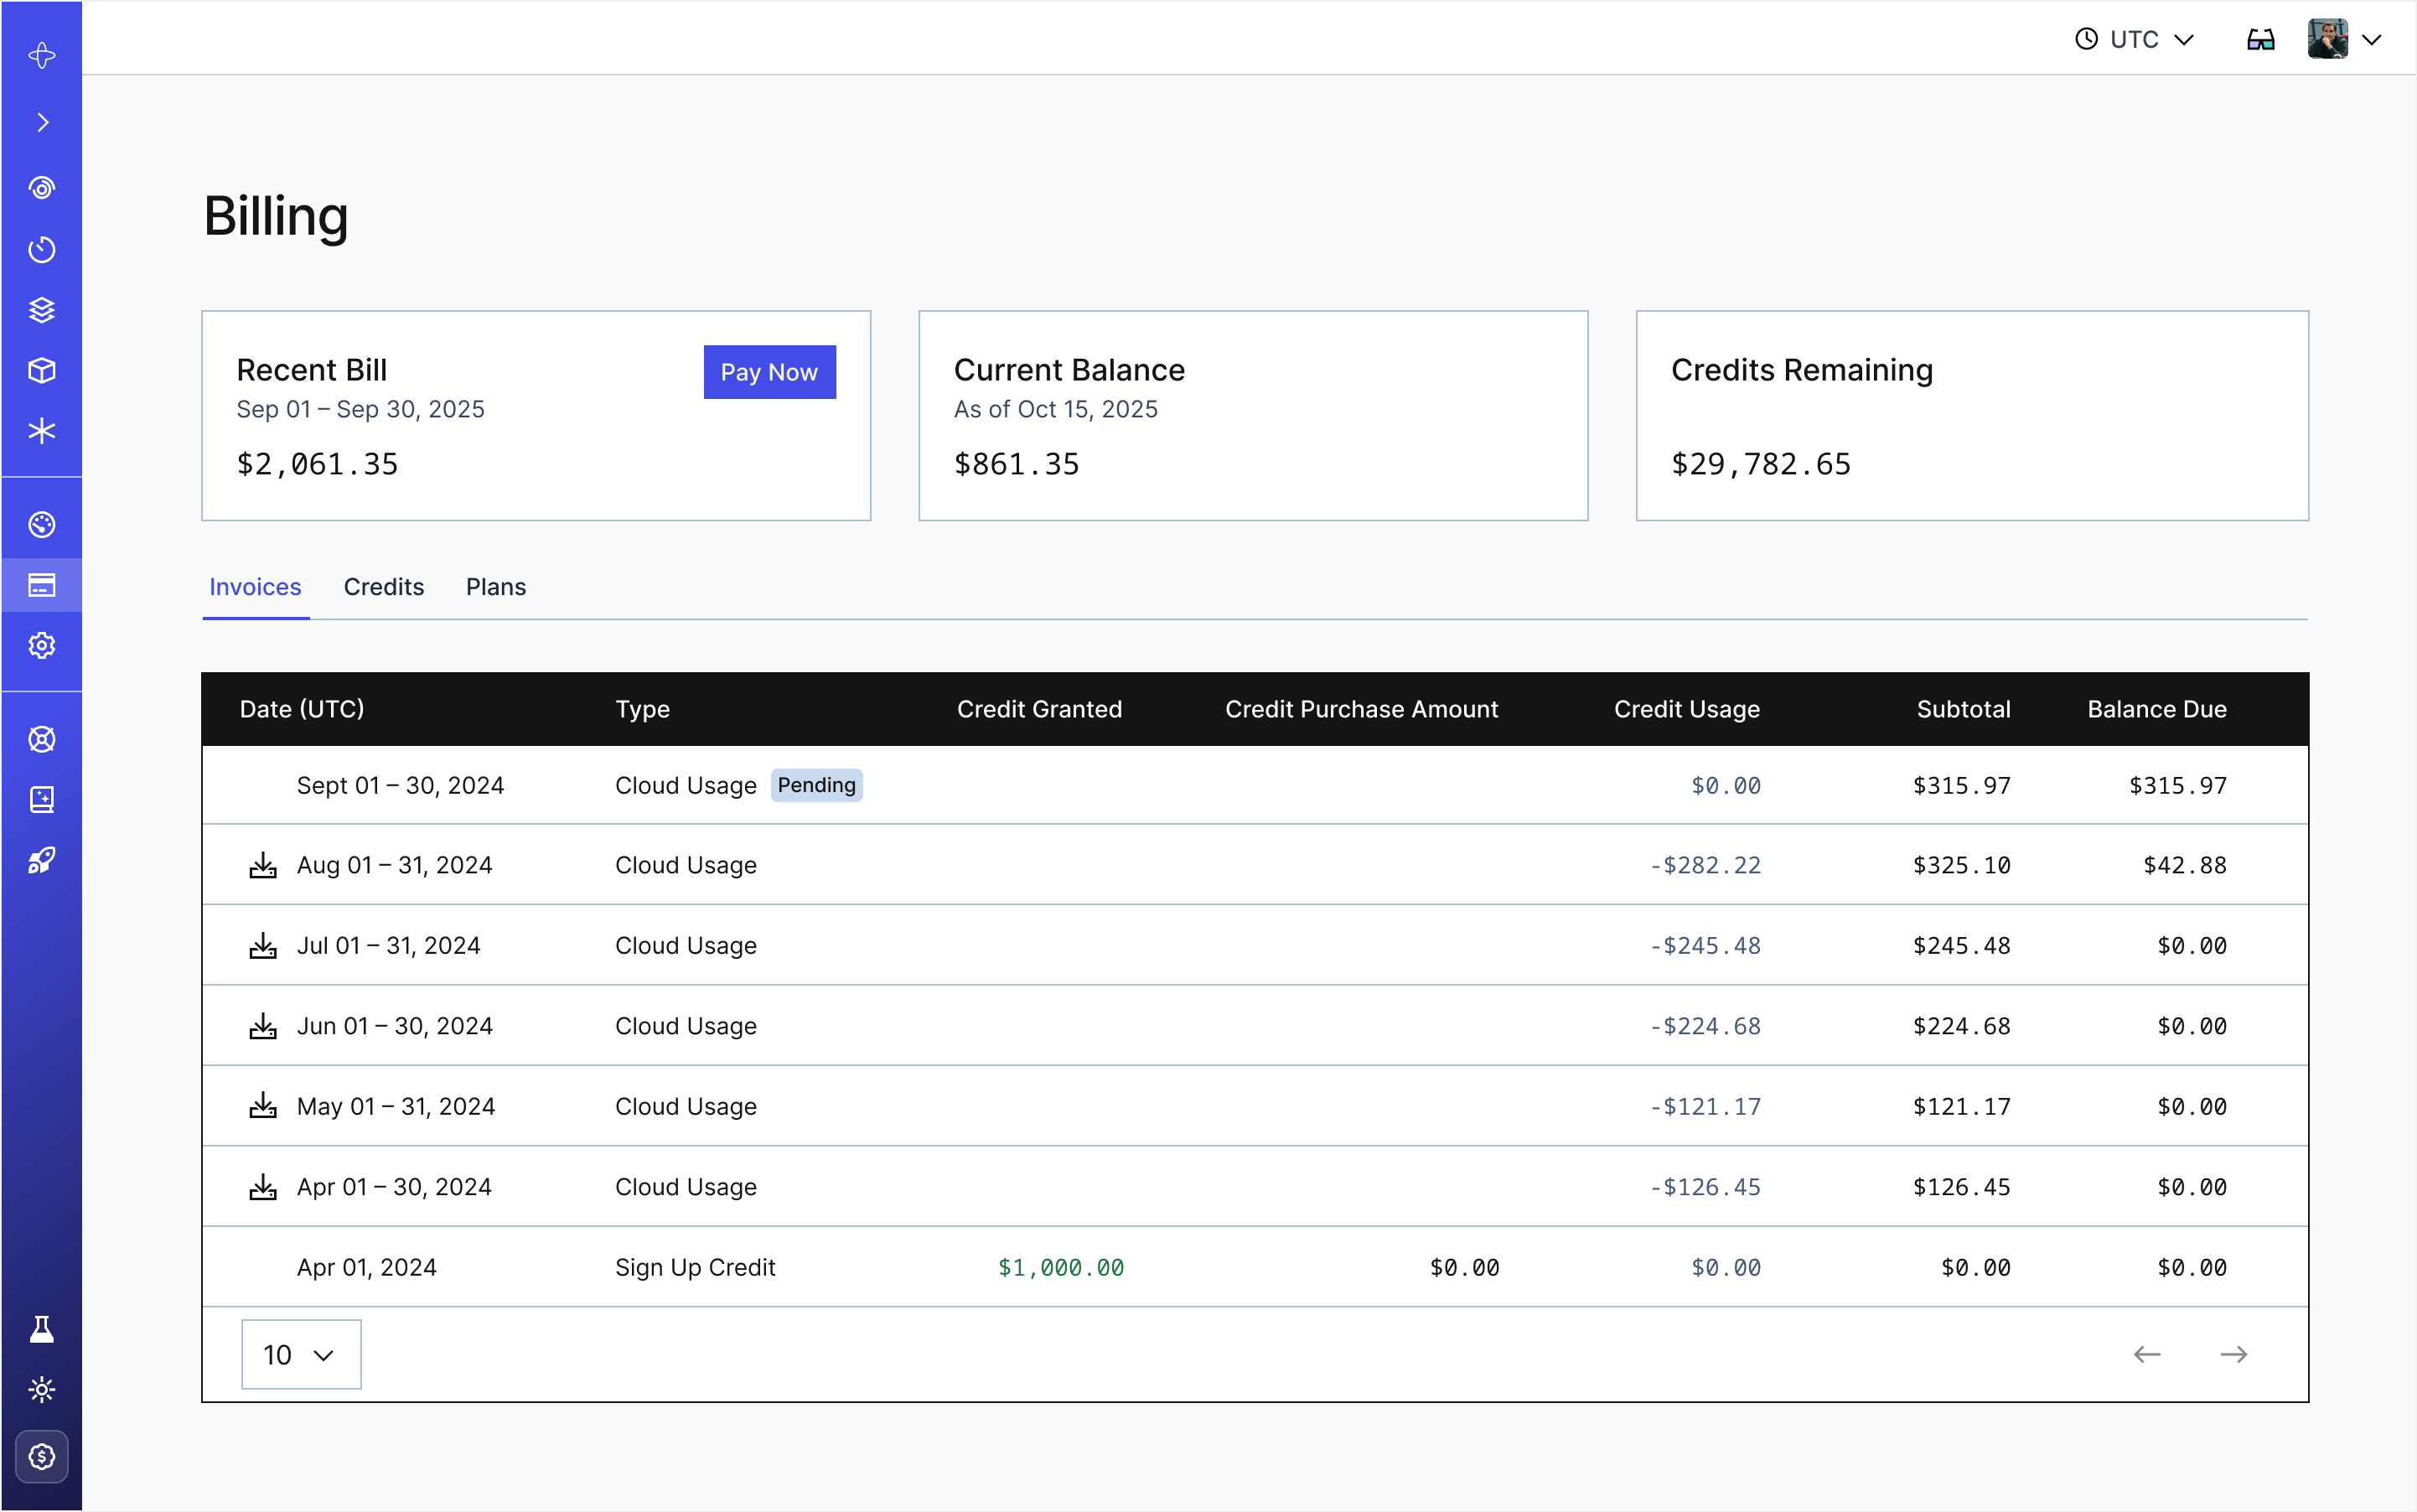 UTC
Billing
Recent Bill
Pay Now
Sep 01 – Sep 30, 2025
$2,061.35
Current Balance
As of Oct 15, 2025
$861.35
Credits Remaining
$29,782.65
Invoices Credits Plans
Date (UTC) Type Credit Granted Credit Purchase Amount Credit Usage Subtotal Balance Due
Sept 01 – 30, 2024 Cloud Usage Pending $0.00 $315.97 $315.97
Aug 01 – 31, 2024 Cloud Usage -$282.22 $325.10 $42.88
Jul 01 – 31, 2024 Cloud Usage -$245.48 $245.48 $0.00
Jun 01 – 30, 2024 Cloud Usage -$224.68 $224.68 $0.00
May 01 – 31, 2024 Cloud Usage -$121.17 $121.17 $0.00
Apr 01 – 30, 2024 Cloud Usage -$126.45 $126.45 $0.00
Apr 01, 2024 Sign Up Credit $1,000.00 $0.00 $0.00 $0.00 $0.00
10